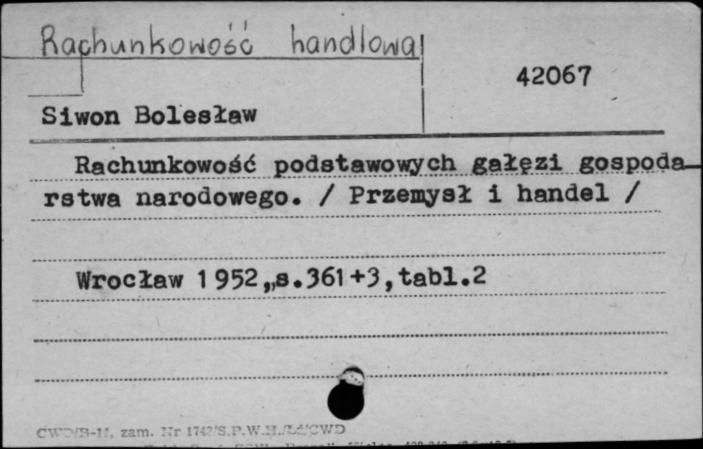 Rachunkowość handlowa
42067
Siwon Bolesław
Rachunkowość podstawowych gałęzi gospoda-
rstwa narodowego. / Przemysł i handel /
Wrocław 1952,,s.361+3,tabl.2
zam. Nr